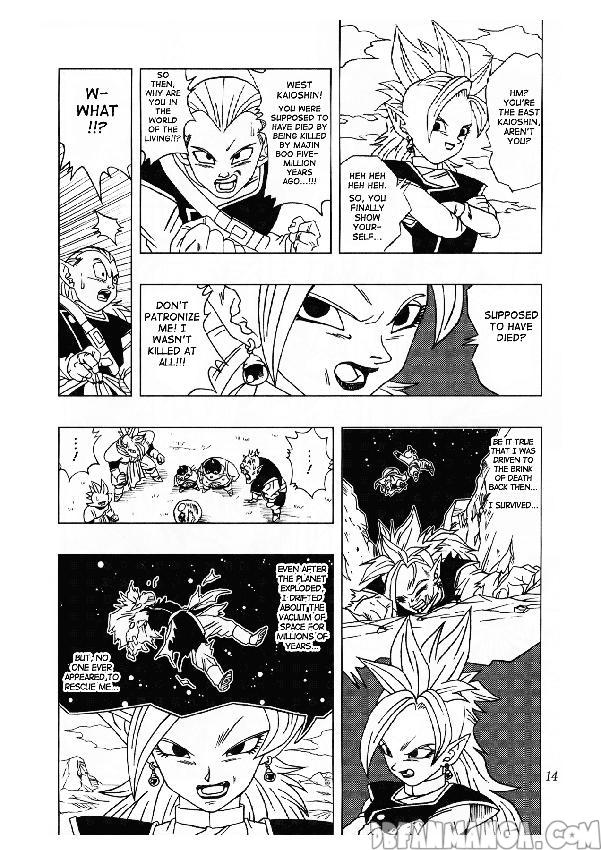 HM?
YOU'RE
THE EAST
KAIOSHIN,
AREN'T
YOU?
HEH HEH
HEH HEH.
SO, YOU
FINALLY
SHOW
YOUR-
SELF...
WEST
KAIOSHIN!
YOU WERE
SUPPOSED TO
HAVE DIED BY
BEING KILLED
BY MAJIN
BOO FIVE-
MILLION
YEARS
AGO...!!!
SO
THEN,
WHY ARE
YOU IN
THE
WORLD
OF THE
LIVING!?
W-
WHAT
!!!?
SUPPOSED
TO HAVE
DIED?
DON'T
PATRONIZE
ME! I
WASN'T
KILLED
AT ALL!!!
BE IT TRUE
THAT I WAS
DRIVEN TO
THE BRINK
OF DEATH
BACK THEN...
I SURVIVED...
...
...
EVEN AFTER
THE PLANET
EXPLODED,
I DRIFTED
ABOUT THE
VACUUM OF
SPACE FOR
MILLIONS OF
YEARS...
BUT, NO
ONE EVER
APPEARED TO
RESCUE ME...
14
DBFANMANGA.COM